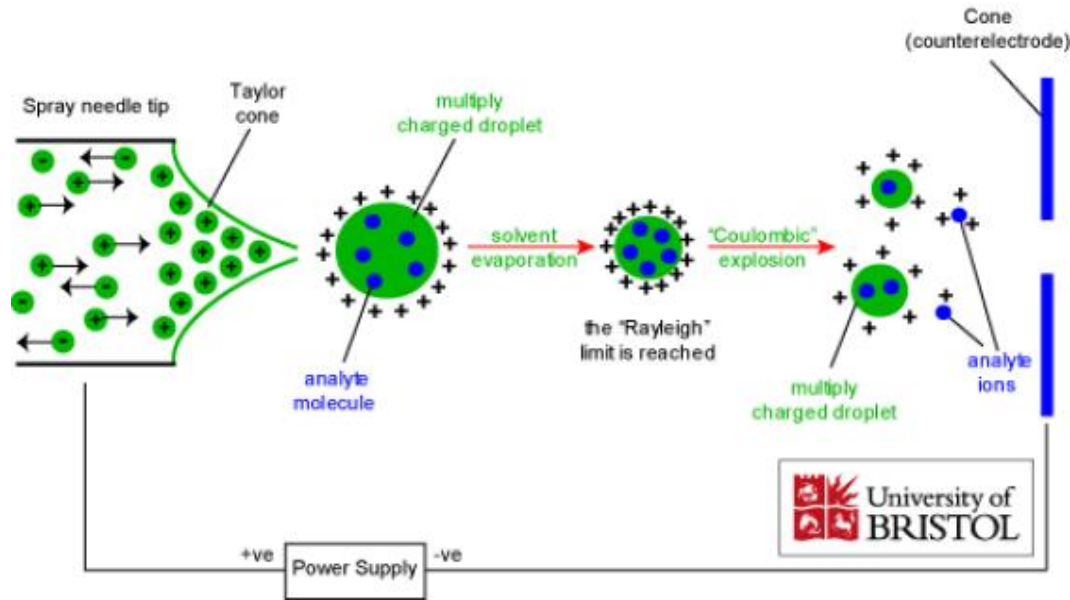 Cone
(counterelectrode)
Spray needle tip
Taylor
cone
multiply
charged droplet
solvent
evaporation
"Coulombic"
explosion
the "Rayleigh"
limit is reached
analyte
molecule
analyte
ions
multiply
charged droplet
University of
BRISTOL
+ve
Power Supply
-ve